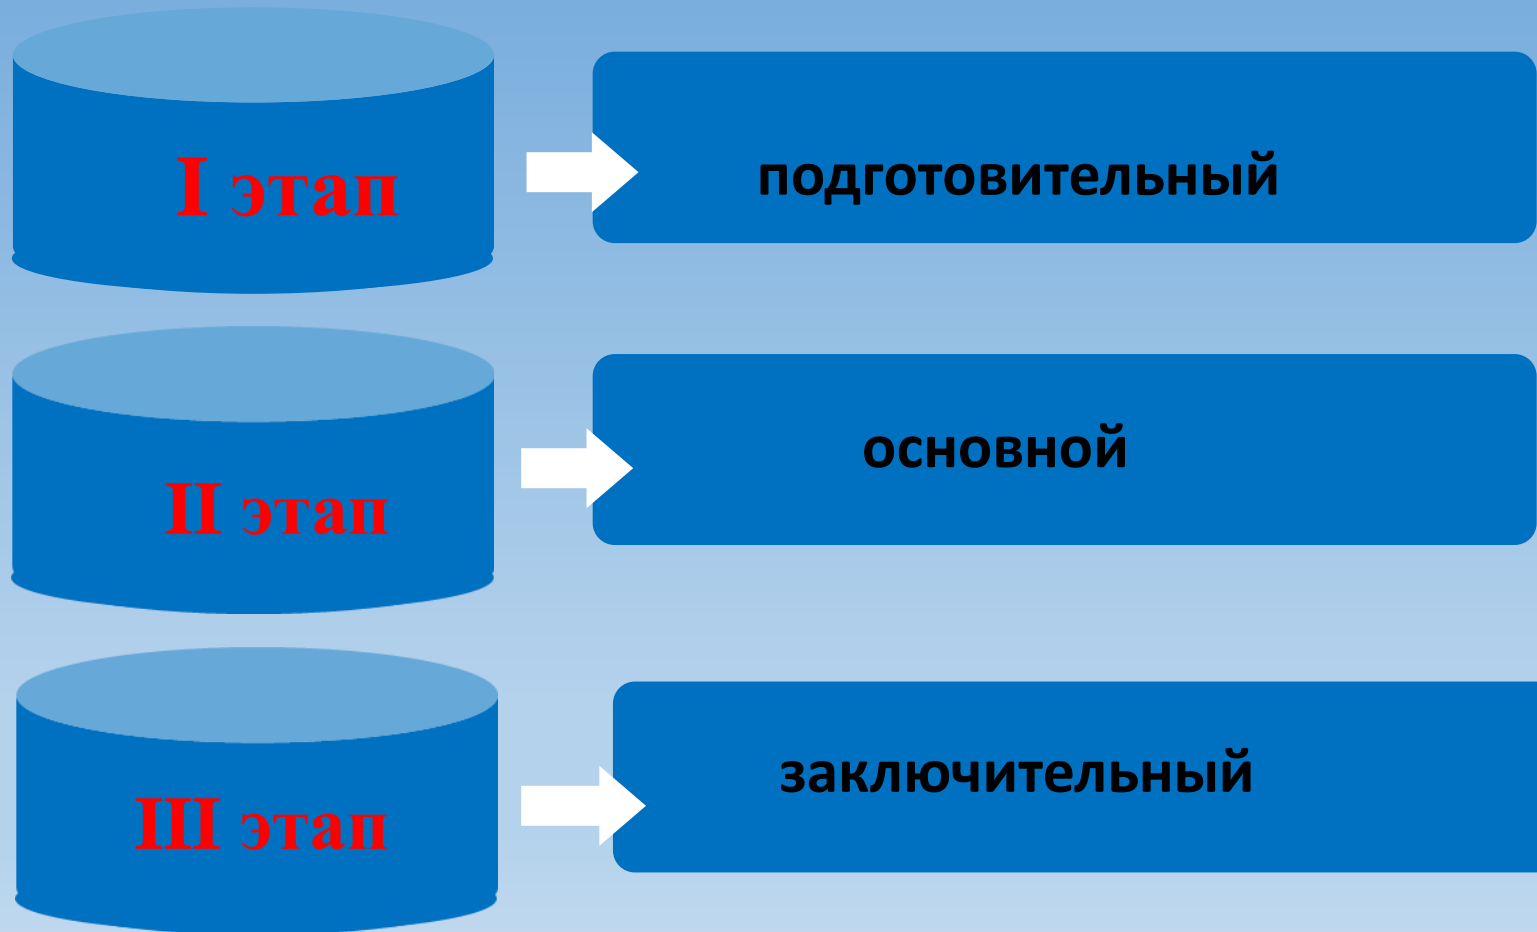 I этап
подготовительный
II этап
основной
III этап
заключительный